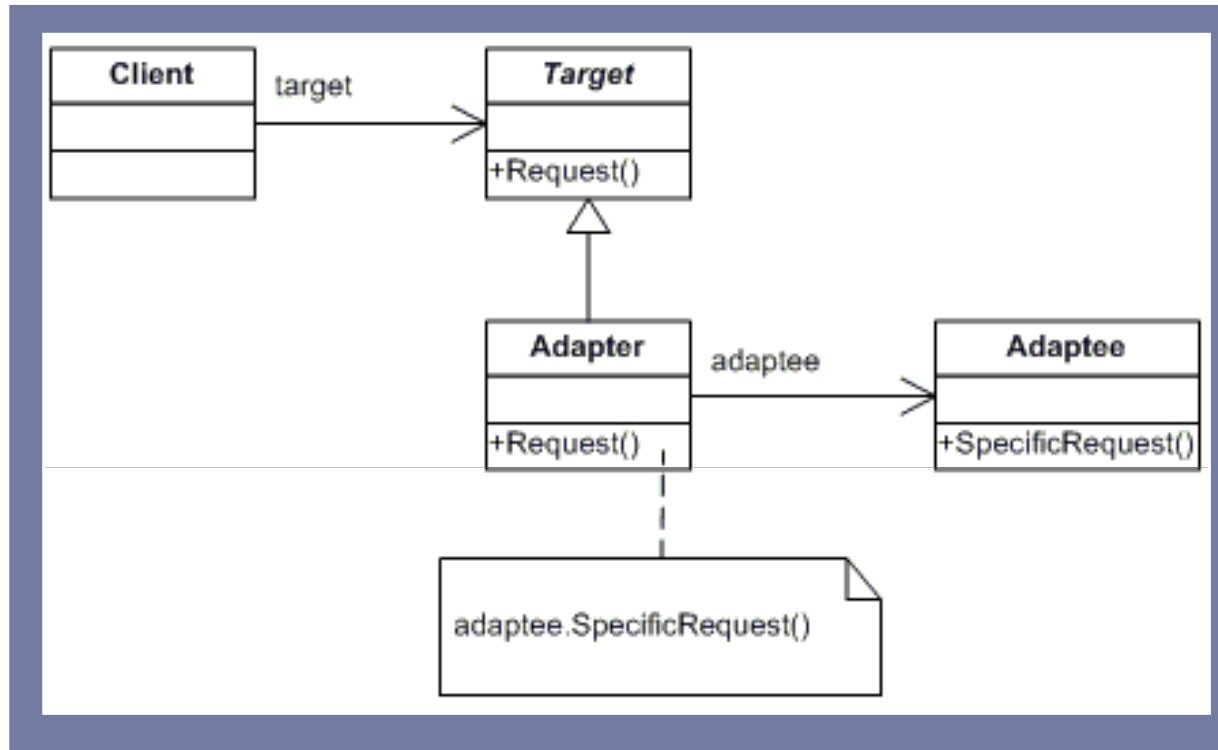 Client
target
Target
+Request()
Adapter
adaptee
Adaptee
+Request()
+SpecificRequest()
adaptee.SpecificRequest()